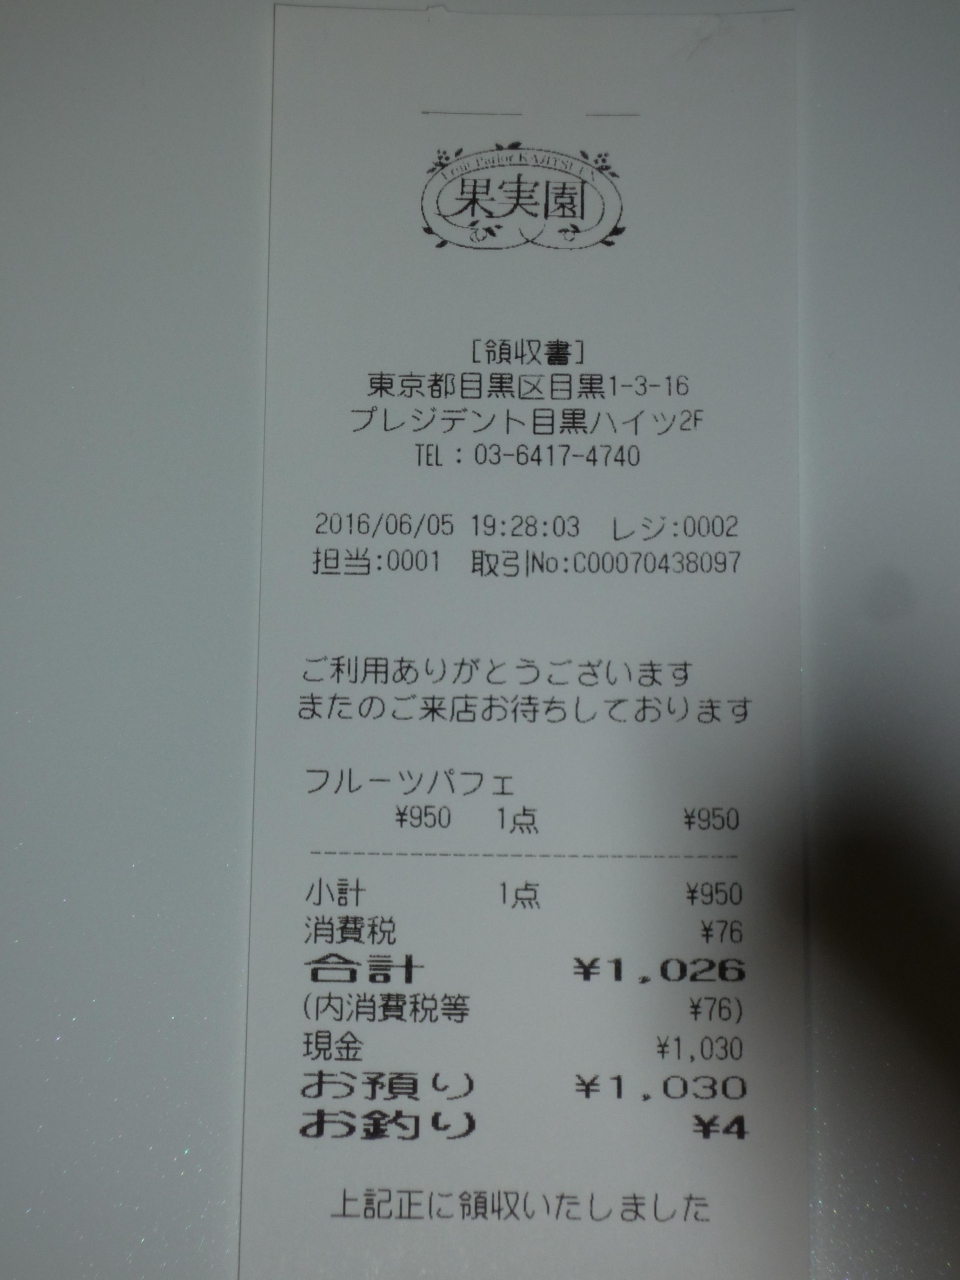 Fruit Parlor KAJITSUEN
果実園
[領収書]
東京都目黒区目黒1-3-16
プレジデント目黒ハイツ2F
TEL : 03-6417-4740
2016/06/05 19:28:03 レジ:0002
担当:0001 取引No:C00070438097
ご利用ありがとうございます
またのご来店お待ちしております
フルーツパフェ
¥950 1点 ¥950
小計 1点 ¥950
消費税 ¥76
合計 ¥1,026
(内消費税等 ¥76)
現金 ¥1,030
お預り ¥1,030
お釣り ¥4
上記正に領収いたしました